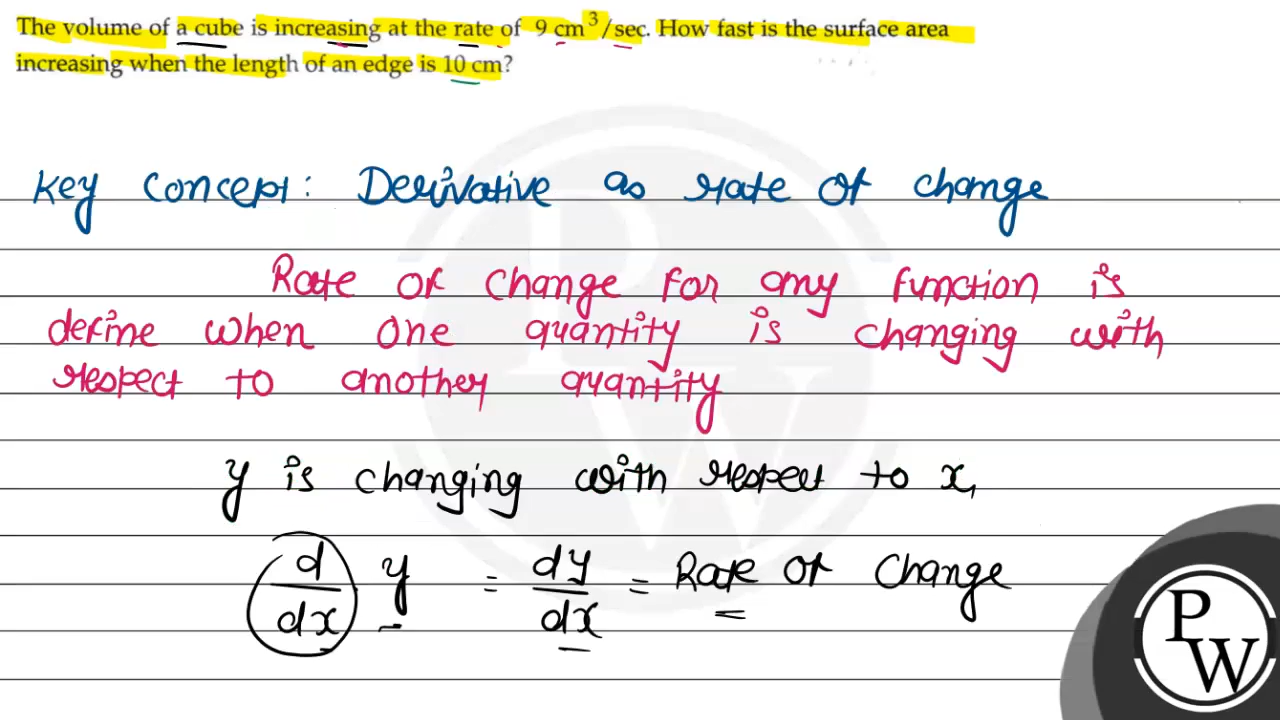 The volume of a cube is increasing at the rate of 9 cm³/sec. How fast is the surface area
increasing when the length of an edge is 10 cm?
Key Concept: Derivative as rate of change
Rate of change for any function is
define when one quantity is changing with
respect to another quantity
y is changing with respect to x,
d/dx y = dy/dx = Rate of Change
PW
PW